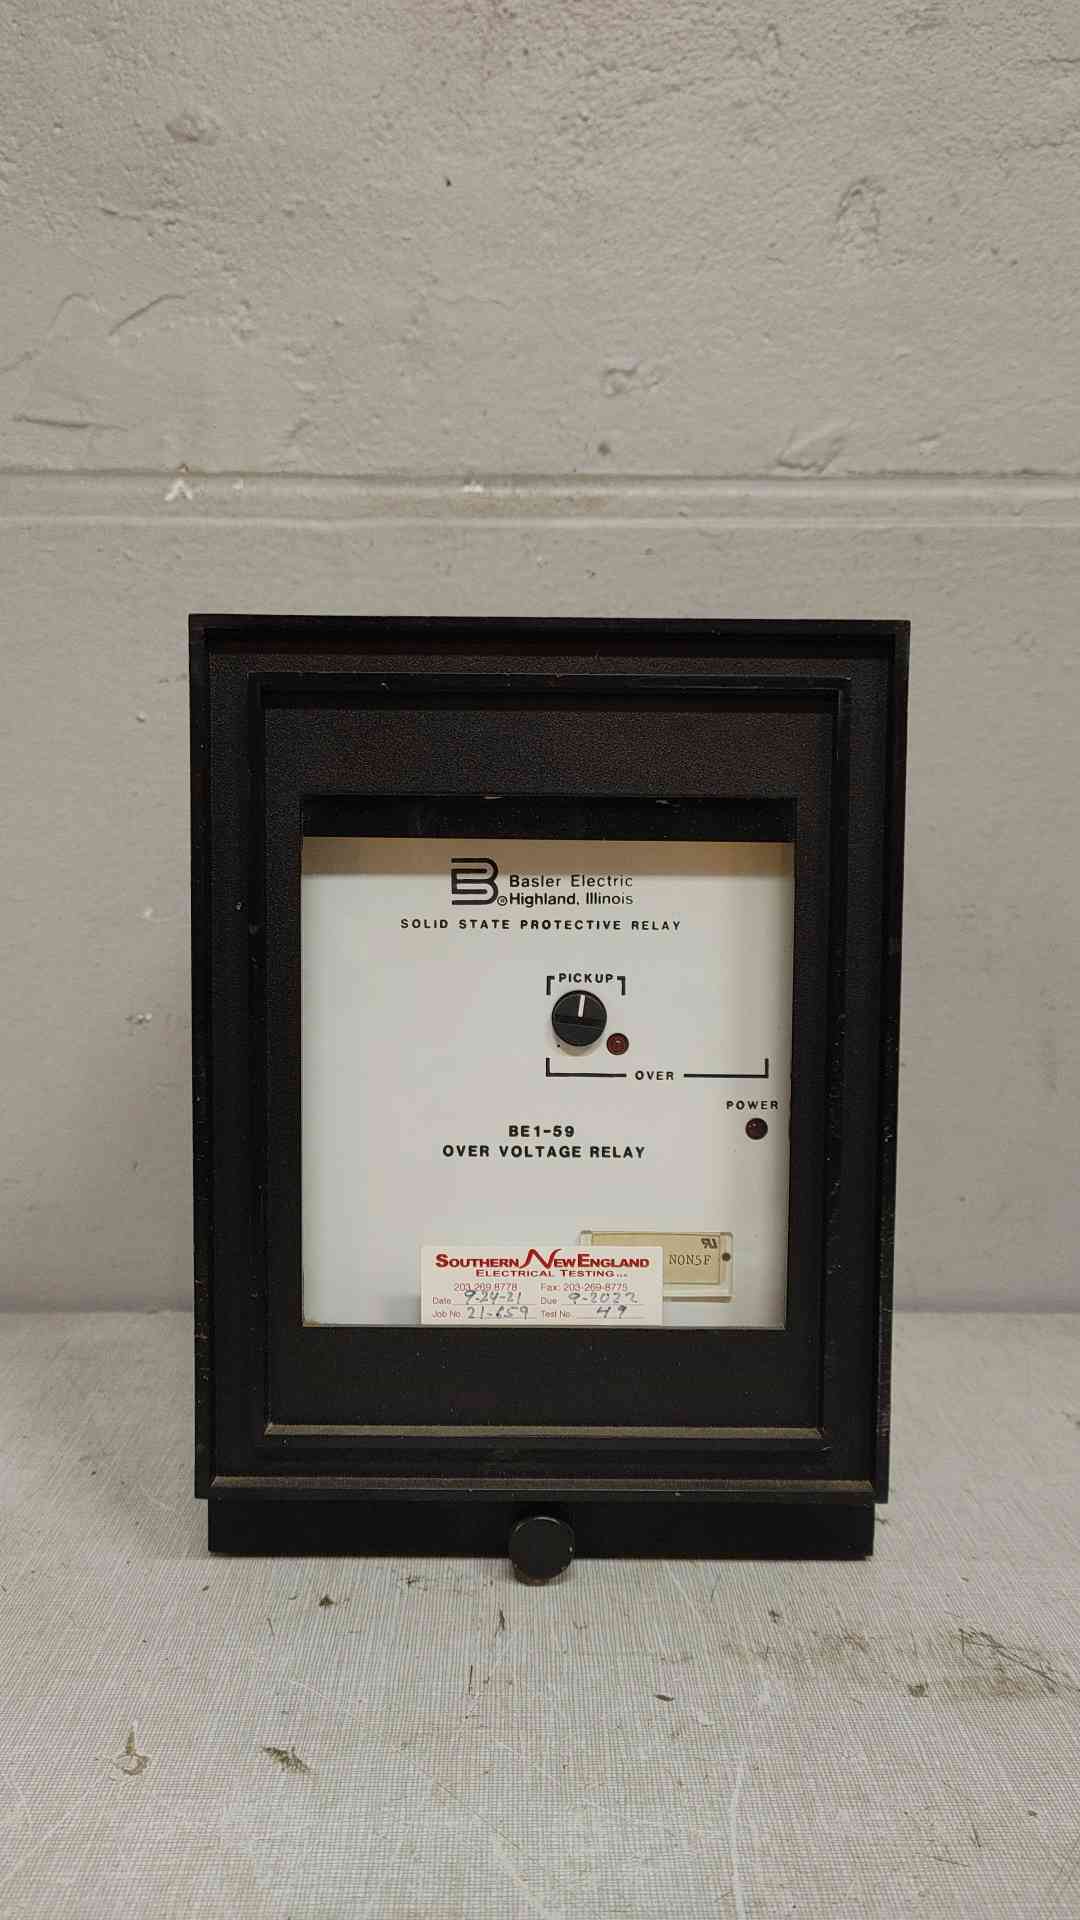 Basler Electric
® Highland, Illinois
SOLID STATE PROTECTIVE RELAY
PICKUP
OVER
POWER
BE1-59
OVER VOLTAGE RELAY
NON5F
SOUTHERN NEW ENGLAND
ELECTRICAL TESTING LLC
203 269 8778 Fax: 203-269-8775
Date 9-24-21 Due 9-2022
Job No. 21-659 Test No. 49